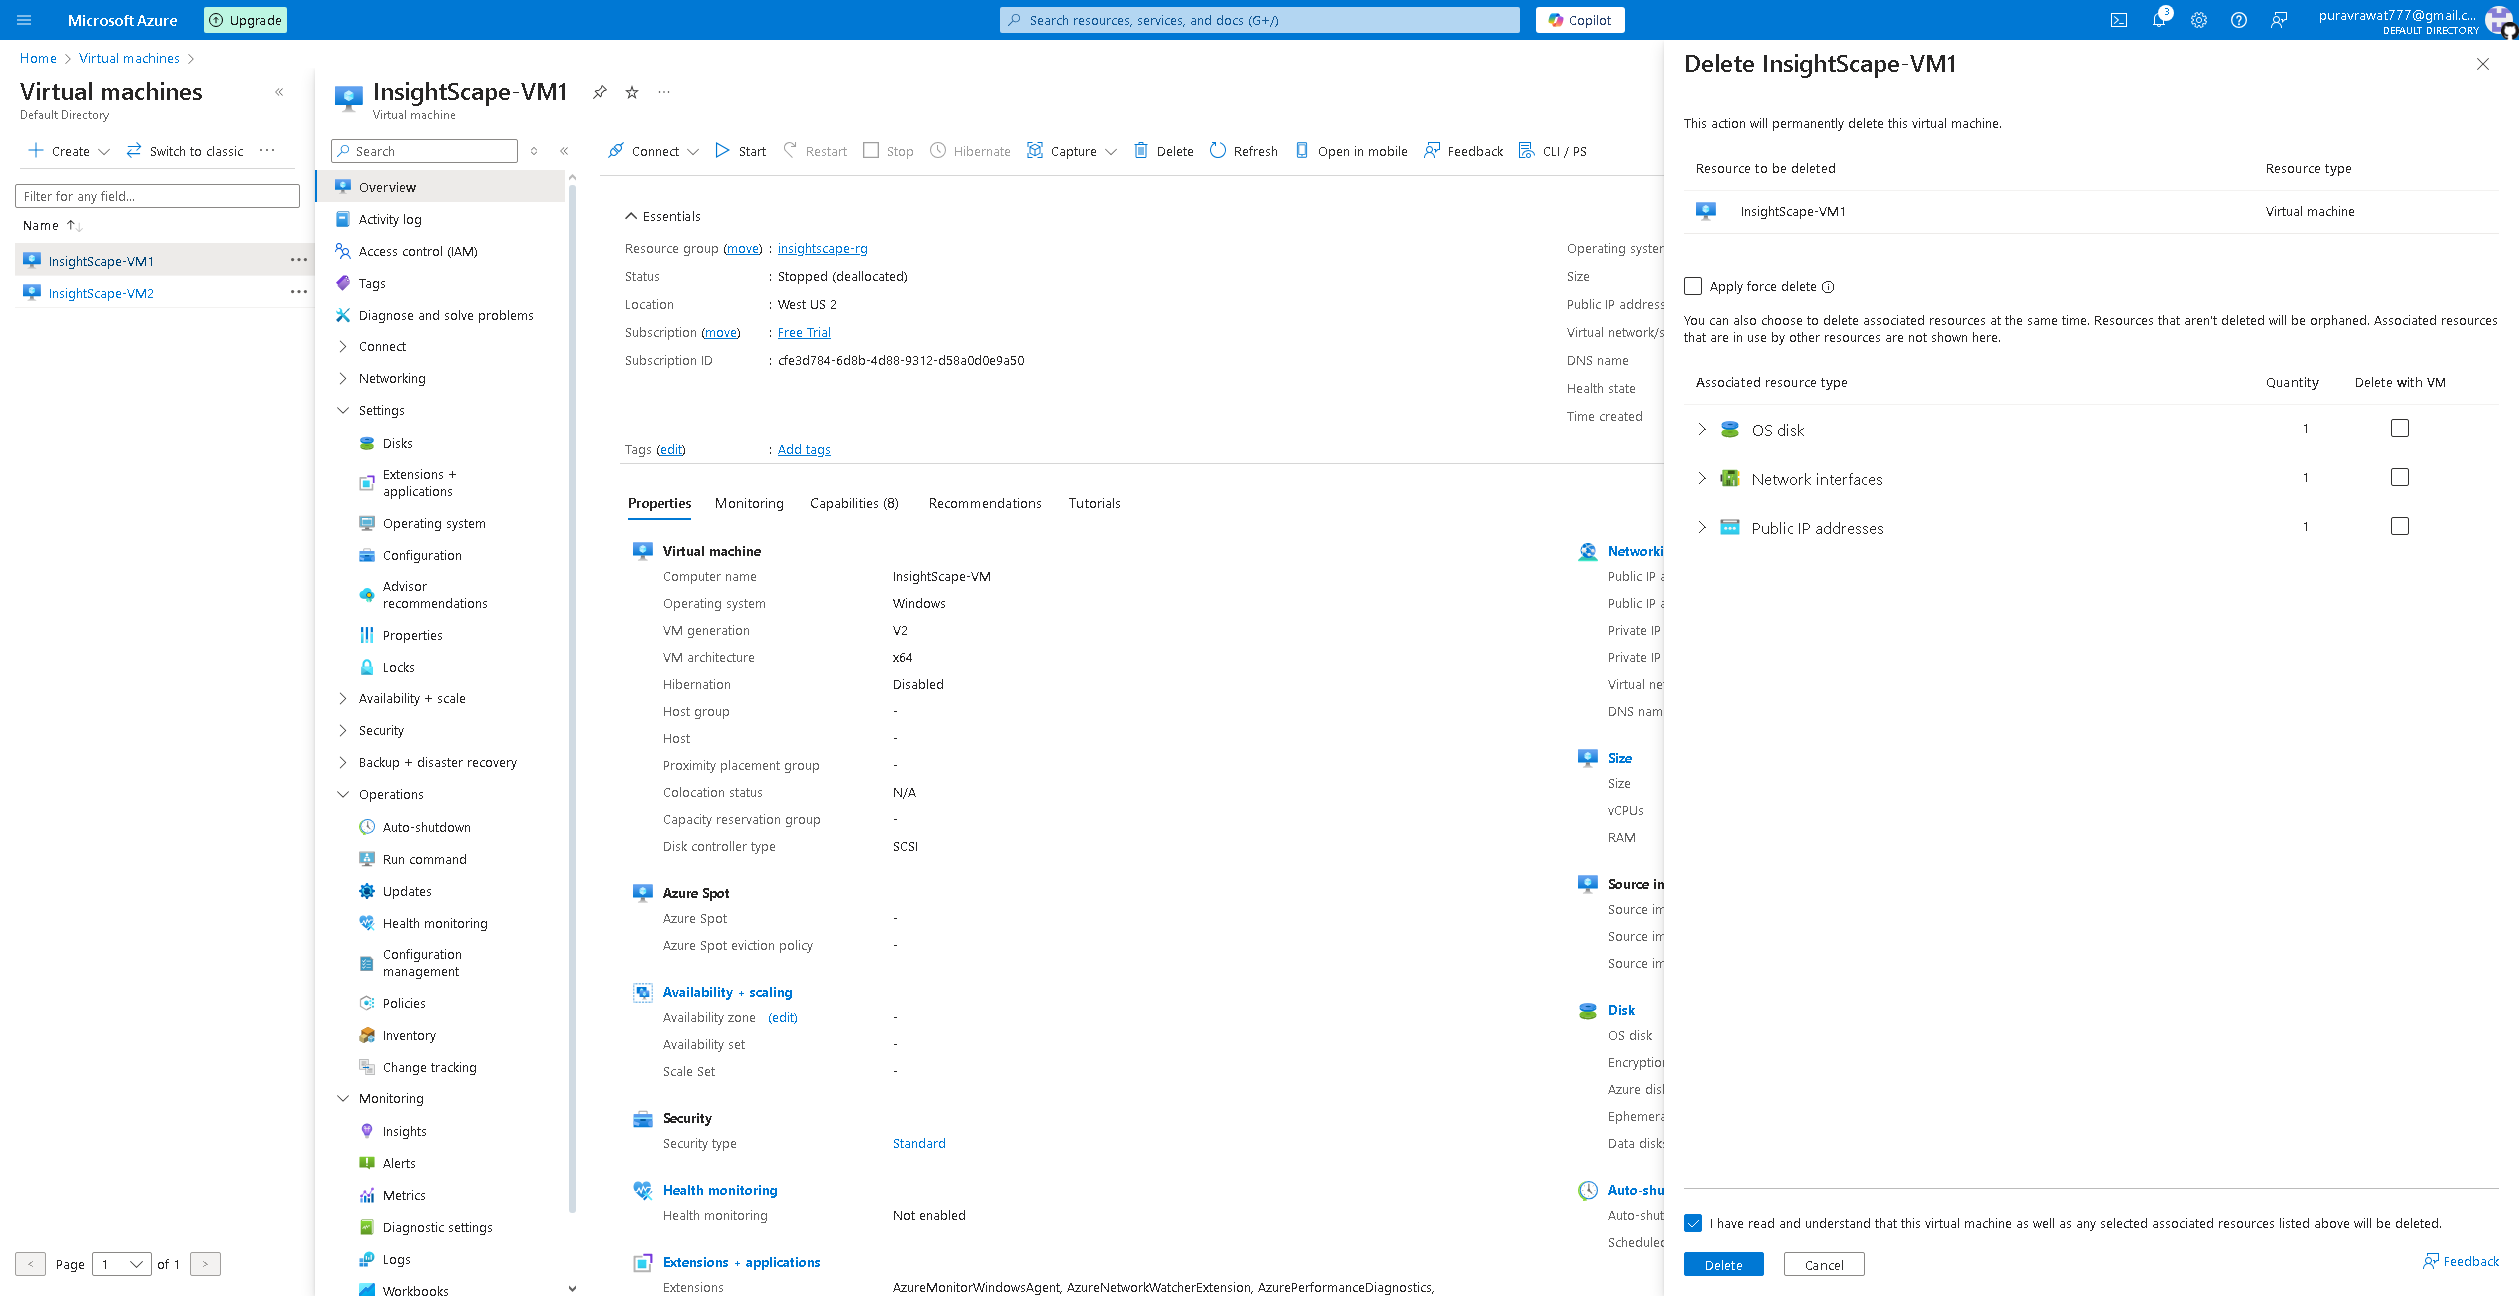 Microsoft Azure
Upgrade
Search resources, services, and docs (G+/)
Copilot
3
puravrawat777@gmail.c...
DEFAULT DIRECTORY
Home > Virtual machines >
Virtual machines
Default Directory
Create
Switch to classic
Filter for any field...
Name
InsightScape-VM1
InsightScape-VM2
< Page 1 of 1 >
InsightScape-VM1
Virtual machine
Search
Overview
Activity log
Access control (IAM)
Tags
Diagnose and solve problems
Connect
Networking
Settings
Disks
Extensions +
applications
Operating system
Configuration
Advisor
recommendations
Properties
Locks
Availability + scale
Security
Backup + disaster recovery
Operations
Auto-shutdown
Run command
Updates
Health monitoring
Configuration
management
Policies
Inventory
Change tracking
Monitoring
Insights
Alerts
Metrics
Diagnostic settings
Logs
Workbooks
Connect
Start
Restart
Stop
Hibernate
Capture
Delete
Refresh
Open in mobile
Feedback
CLI / PS
Essentials
Resource group (move) : insightscape-rg
Status : Stopped (deallocated)
Location : West US 2
Subscription (move) : Free Trial
Subscription ID : cfe3d784-6d8b-4d88-9312-d58a0d0e9a50
Operating syster
Size
Public IP address
Virtual network/s
DNS name
Health state
Time created
Tags (edit) : Add tags
Properties
Monitoring
Capabilities (8)
Recommendations
Tutorials
Virtual machine
Computer name InsightScape-VM
Operating system Windows
VM generation V2
VM architecture x64
Hibernation Disabled
Host group -
Host -
Proximity placement group -
Colocation status N/A
Capacity reservation group -
Disk controller type SCSI
Azure Spot
Azure Spot -
Azure Spot eviction policy -
Availability + scaling
Availability zone (edit) -
Availability set -
Scale Set -
Security
Security type Standard
Health monitoring
Health monitoring Not enabled
Extensions + applications
Extensions AzureMonitorWindowsAgent, AzureNetworkWatcherExtension, AzurePerformanceDiagnostics,
Networki
Public IP a
Public IP a
Private IP
Private IP
Virtual ne
DNS nam
Size
Size
vCPUs
RAM
Source im
Source im
Source im
Source im
Disk
OS disk
Encryptio
Azure disk
Ephemera
Data disks
Auto-shu
Auto-shut
Scheduled
Delete InsightScape-VM1
This action will permanently delete this virtual machine.
Resource to be deleted Resource type
InsightScape-VM1 Virtual machine
Apply force delete
You can also choose to delete associated resources at the same time. Resources that aren't deleted will be orphaned. Associated resources
that are in use by other resources are not shown here.
Associated resource type Quantity Delete with VM
OS disk 1
Network interfaces 1
Public IP addresses 1
I have read and understand that this virtual machine as well as any selected associated resources listed above will be deleted.
Delete
Cancel
Feedback